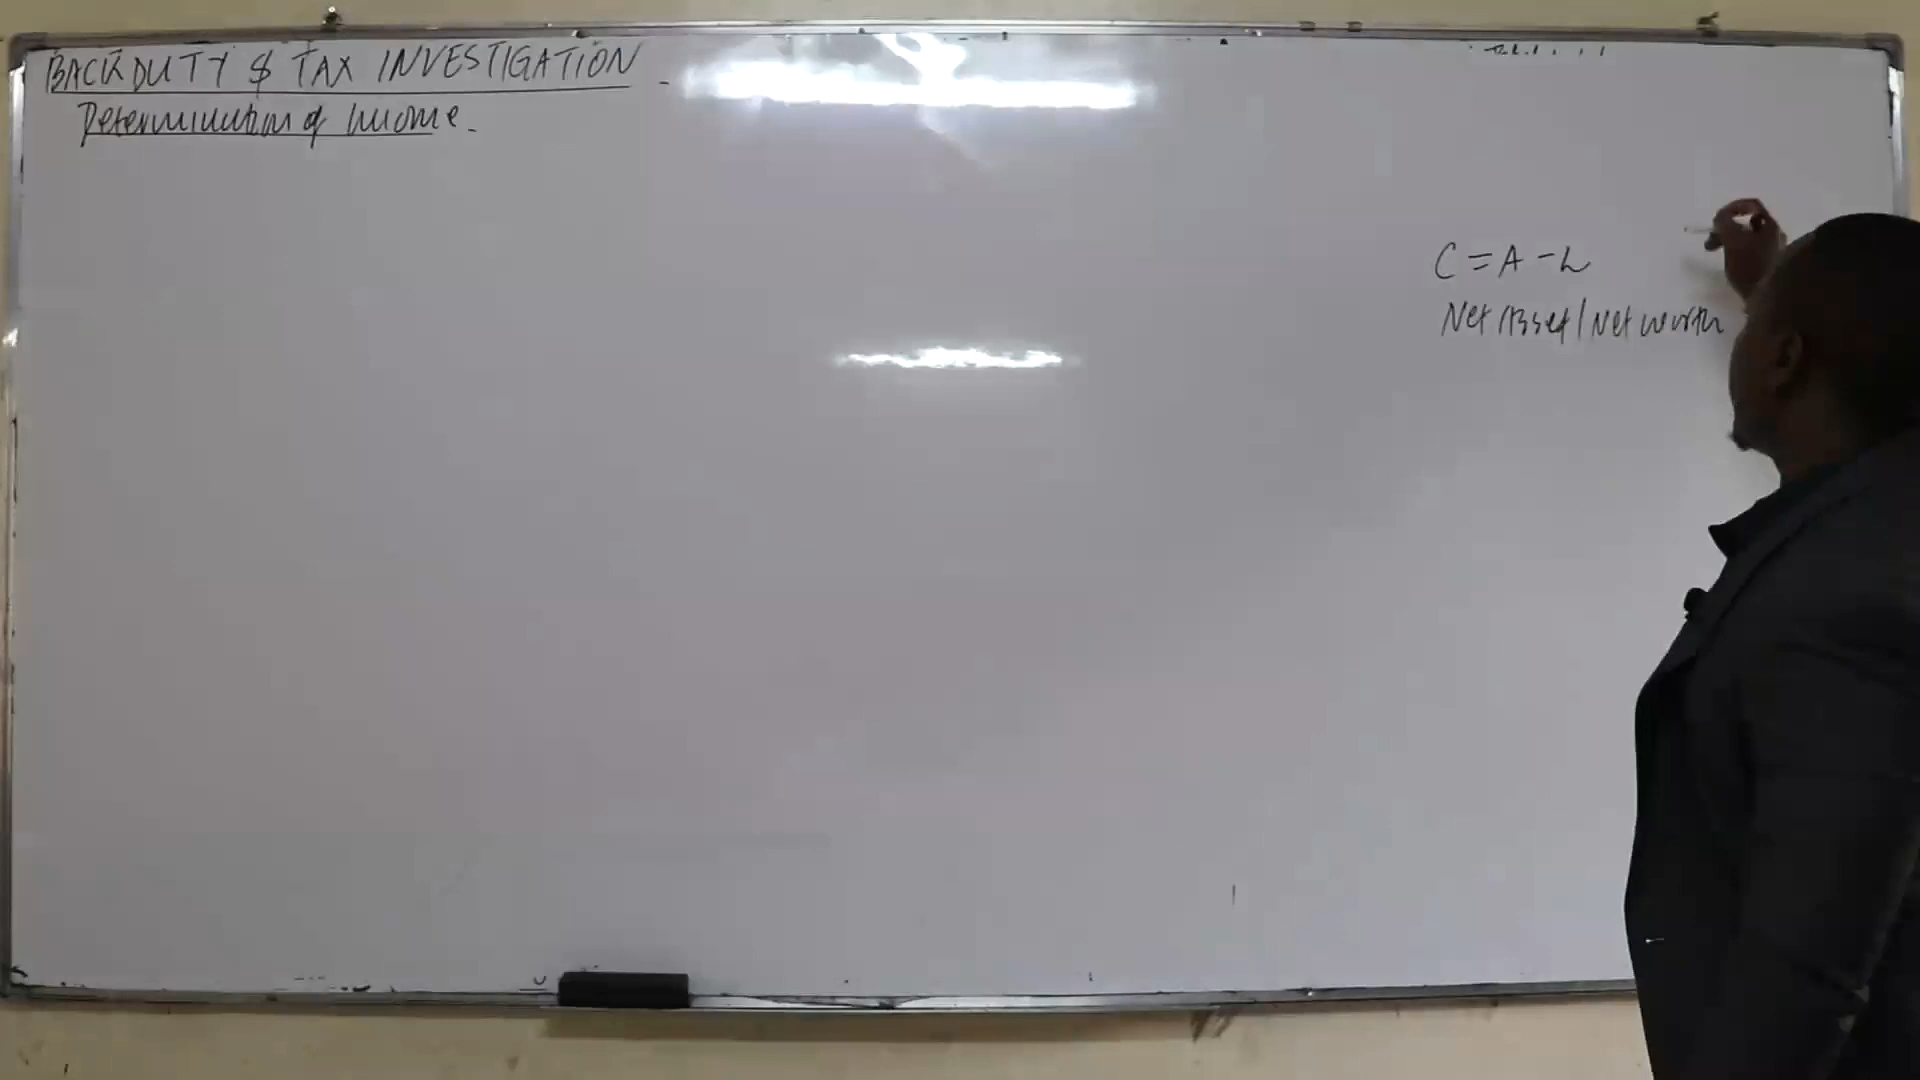 BACKDUTY & TAX INVESTIGATION
Determination of Income.
C = A - L
Net Asset / Net worth